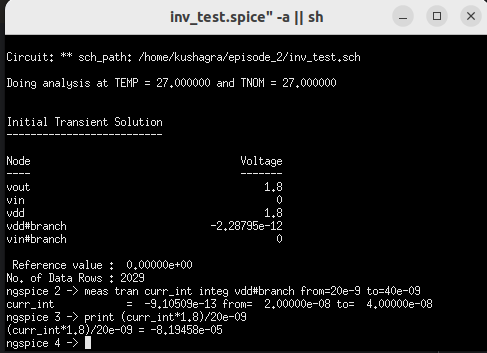 inv_test.spice" -a || sh
Circuit: ** sch_path: /home/kushagra/episode_2/inv_test.sch
Doing analysis at TEMP = 27.000000 and TNOM = 27.000000
Initial Transient Solution
--------------------------
Node Voltage
---- -------
vout 1.8
vin 0
vdd 1.8
vdd#branch -2.28795e-12
vin#branch 0
Reference value : 0.00000e+00
No. of Data Rows : 2029
ngspice 2 -> meas tran curr_int integ vdd#branch from=20e-9 to=40e-09
curr_int = -9.10509e-13 from= 2.00000e-08 to= 4.00000e-08
ngspice 3 -> print (curr_int*1.8)/20e-09
(curr_int*1.8)/20e-09 = -8.19458e-05
ngspice 4 ->